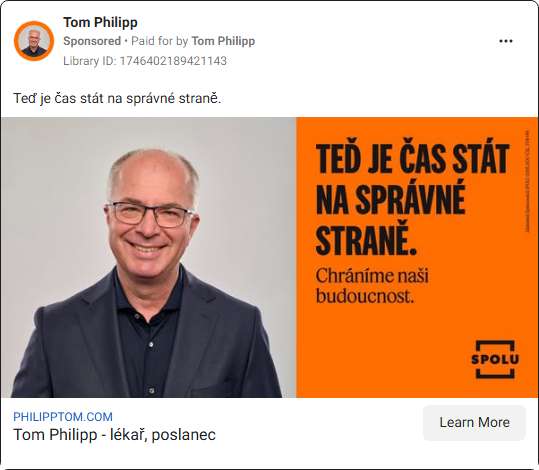 Tom Philipp
Sponsored • Paid for by Tom Philipp
Library ID: 1746402189421143
Teď je čas stát na správné straně.
TEĎ JE ČAS STÁT
NA SPRÁVNÉ
STRANĚ.
Chráníme naši
budoucnost.
SPOLU
PHILIPPTOM.COM
Tom Philipp - lékař, poslanec
Learn More